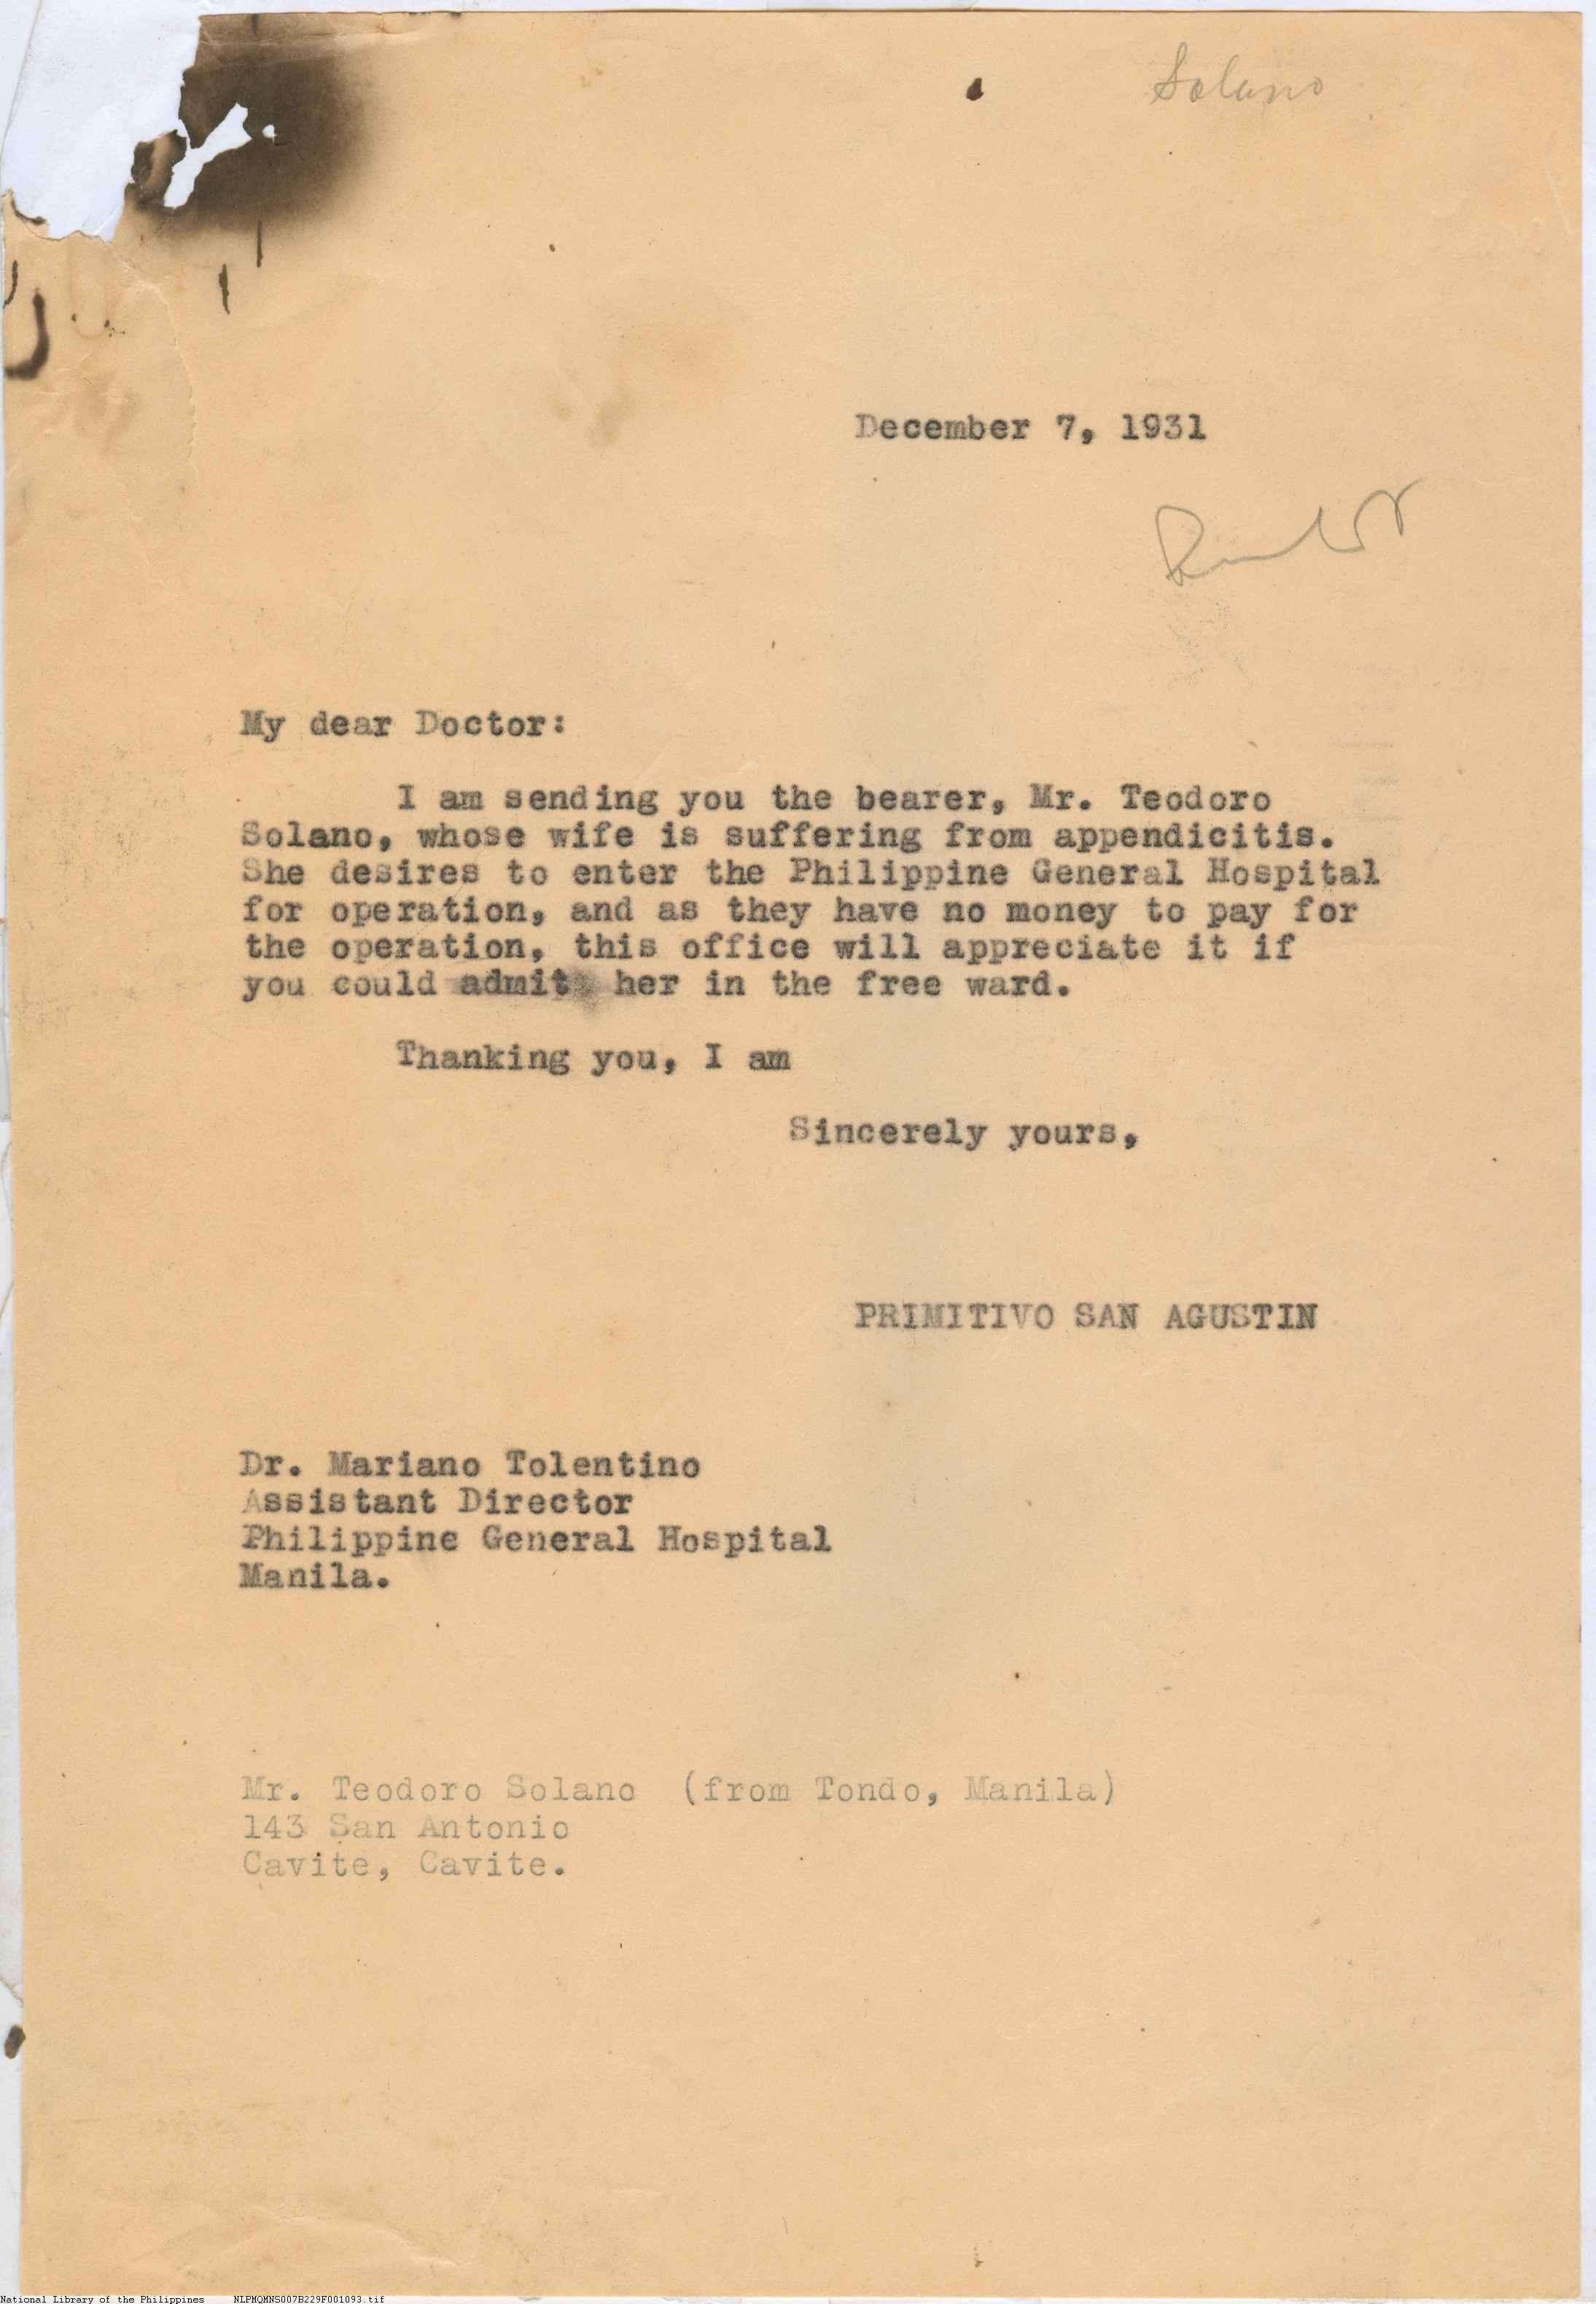 Solano
December 7, 1931
My dear Doctor:
I am sending you the bearer, Mr. Teodoro
Solano, whose wife is suffering from appendicitis.
She desires to enter the Philippine General Hospital
for operation, and as they have no money to pay for
the operation, this office will appreciate it if
you could admit her in the free ward.
Thanking you, I am
Sincerely yours,
PRIMITIVO SAN AGUSTIN
Dr. Mariano Tolentino
Assistant Director
Philippine General Hospital
Manila.
Mr. Teodoro Solano (from Tondo, Manila)
143 San Antonio
Cavite, Cavite.
National Library of the Philippines NLPMQMNS007B229F001093.tif